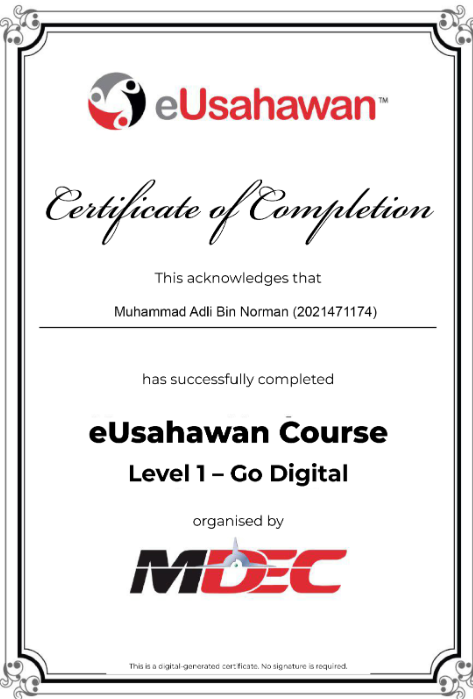 eUsahawan™
Certificate of Completion
This acknowledges that
Muhammad Adli Bin Norman (2021471174)
has successfully completed
eUsahawan Course
Level 1 – Go Digital
organised by
MDEC
This is a digital-generated certificate. No signature is required.